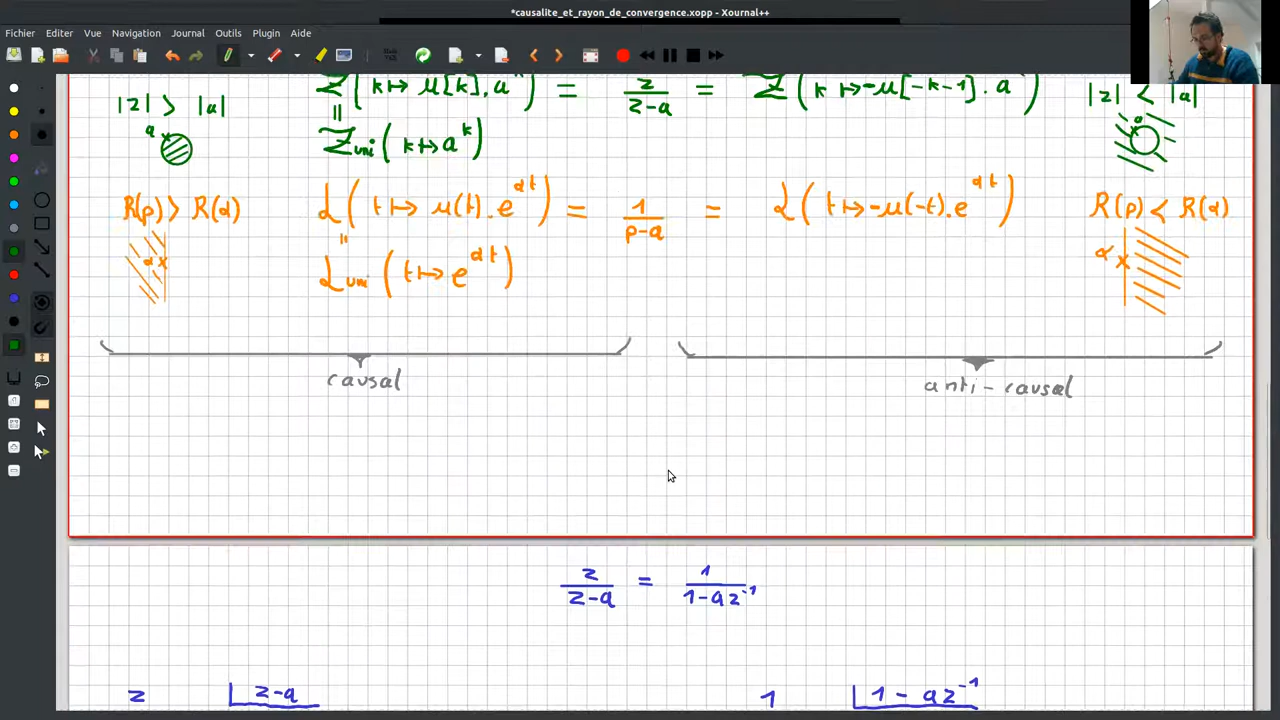 *causalite_et_rayon_de_convergence.xopp - Xournal++
Fichier Editer Vue Navigation Journal Outils Plugin Aide
|z| > |a| Z(k ↦ μ[k].a^k) = z/(z-a) = Z(k ↦ -μ[-k-1].a^k) |z| < |a|
a || a
Z_uni(k ↦ a^k)
R(p) > R(α) L(t ↦ μ(t).e^{αt}) = 1/(p-a) = L(t ↦ -μ(-t).e^{αt}) R(p) < R(α)
α || α
L_uni(t ↦ e^{αt})
causal anti-causal
z/(z-a) = 1/(1-az^{-1})
z z-a 1 1-az^{-1}